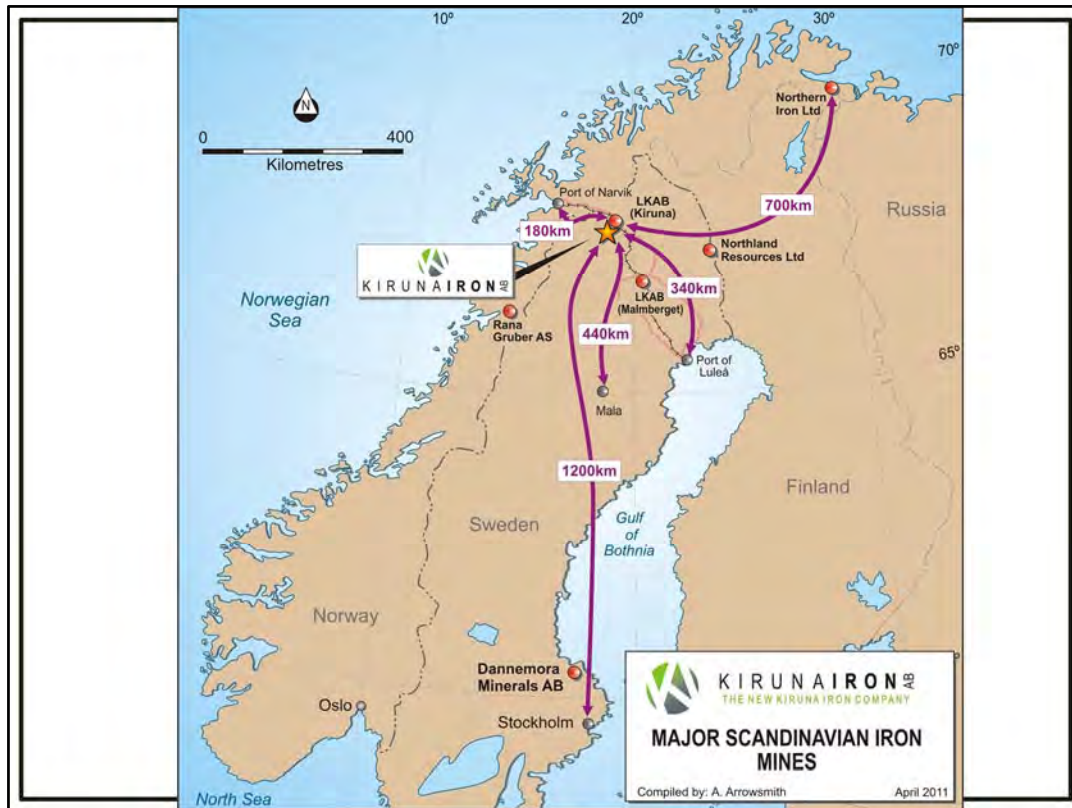 10º
20º
30º
70º
N
0
400
Kilometres
Northern
Iron Ltd
Port of Narvik
LKAB
(Kiruna)
700km
Russia
180km
KIRUNAIRON AB
Northland
Resources Ltd
Norwegian
Sea
340km
LKAB
(Malmberget)
Rana
Gruber AS
440km
65º
Port of
Luleå
Mala
1200km
Finland
Sweden
Gulf
of
Bothnia
Norway
Dannemora
Minerals AB
Oslo
Stockholm
North Sea
KIRUNAIRON AB
THE NEW KIRUNA IRON COMPANY
MAJOR SCANDINAVIAN IRON
MINES
Compiled by: A. Arrowsmith
April 2011